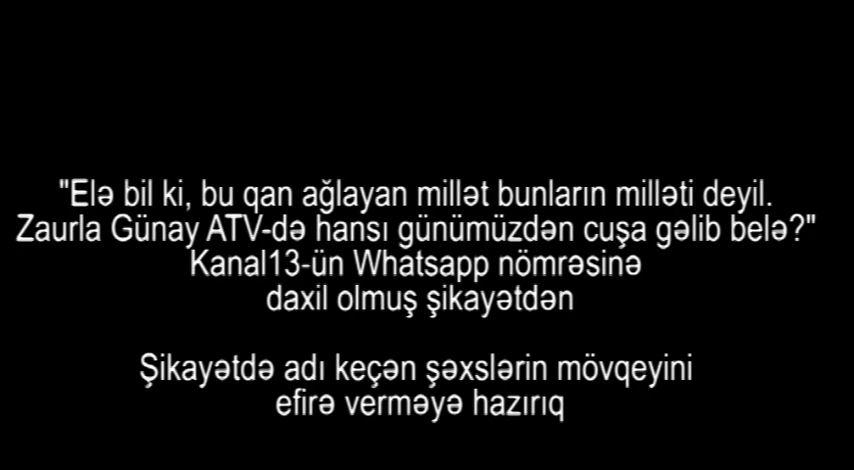 "Elə bil ki, bu qan ağlayan millət bunların milləti deyil.
Zaurla Günay ATV-də hansı günümüzdən cuşa gəlib belə?"
Kanal13-ün Whatsapp nömrəsinə
daxil olmuş şikayətdən
Şikayətdə adı keçən şəxslərin mövqeyini
efirə verməyə hazırıq